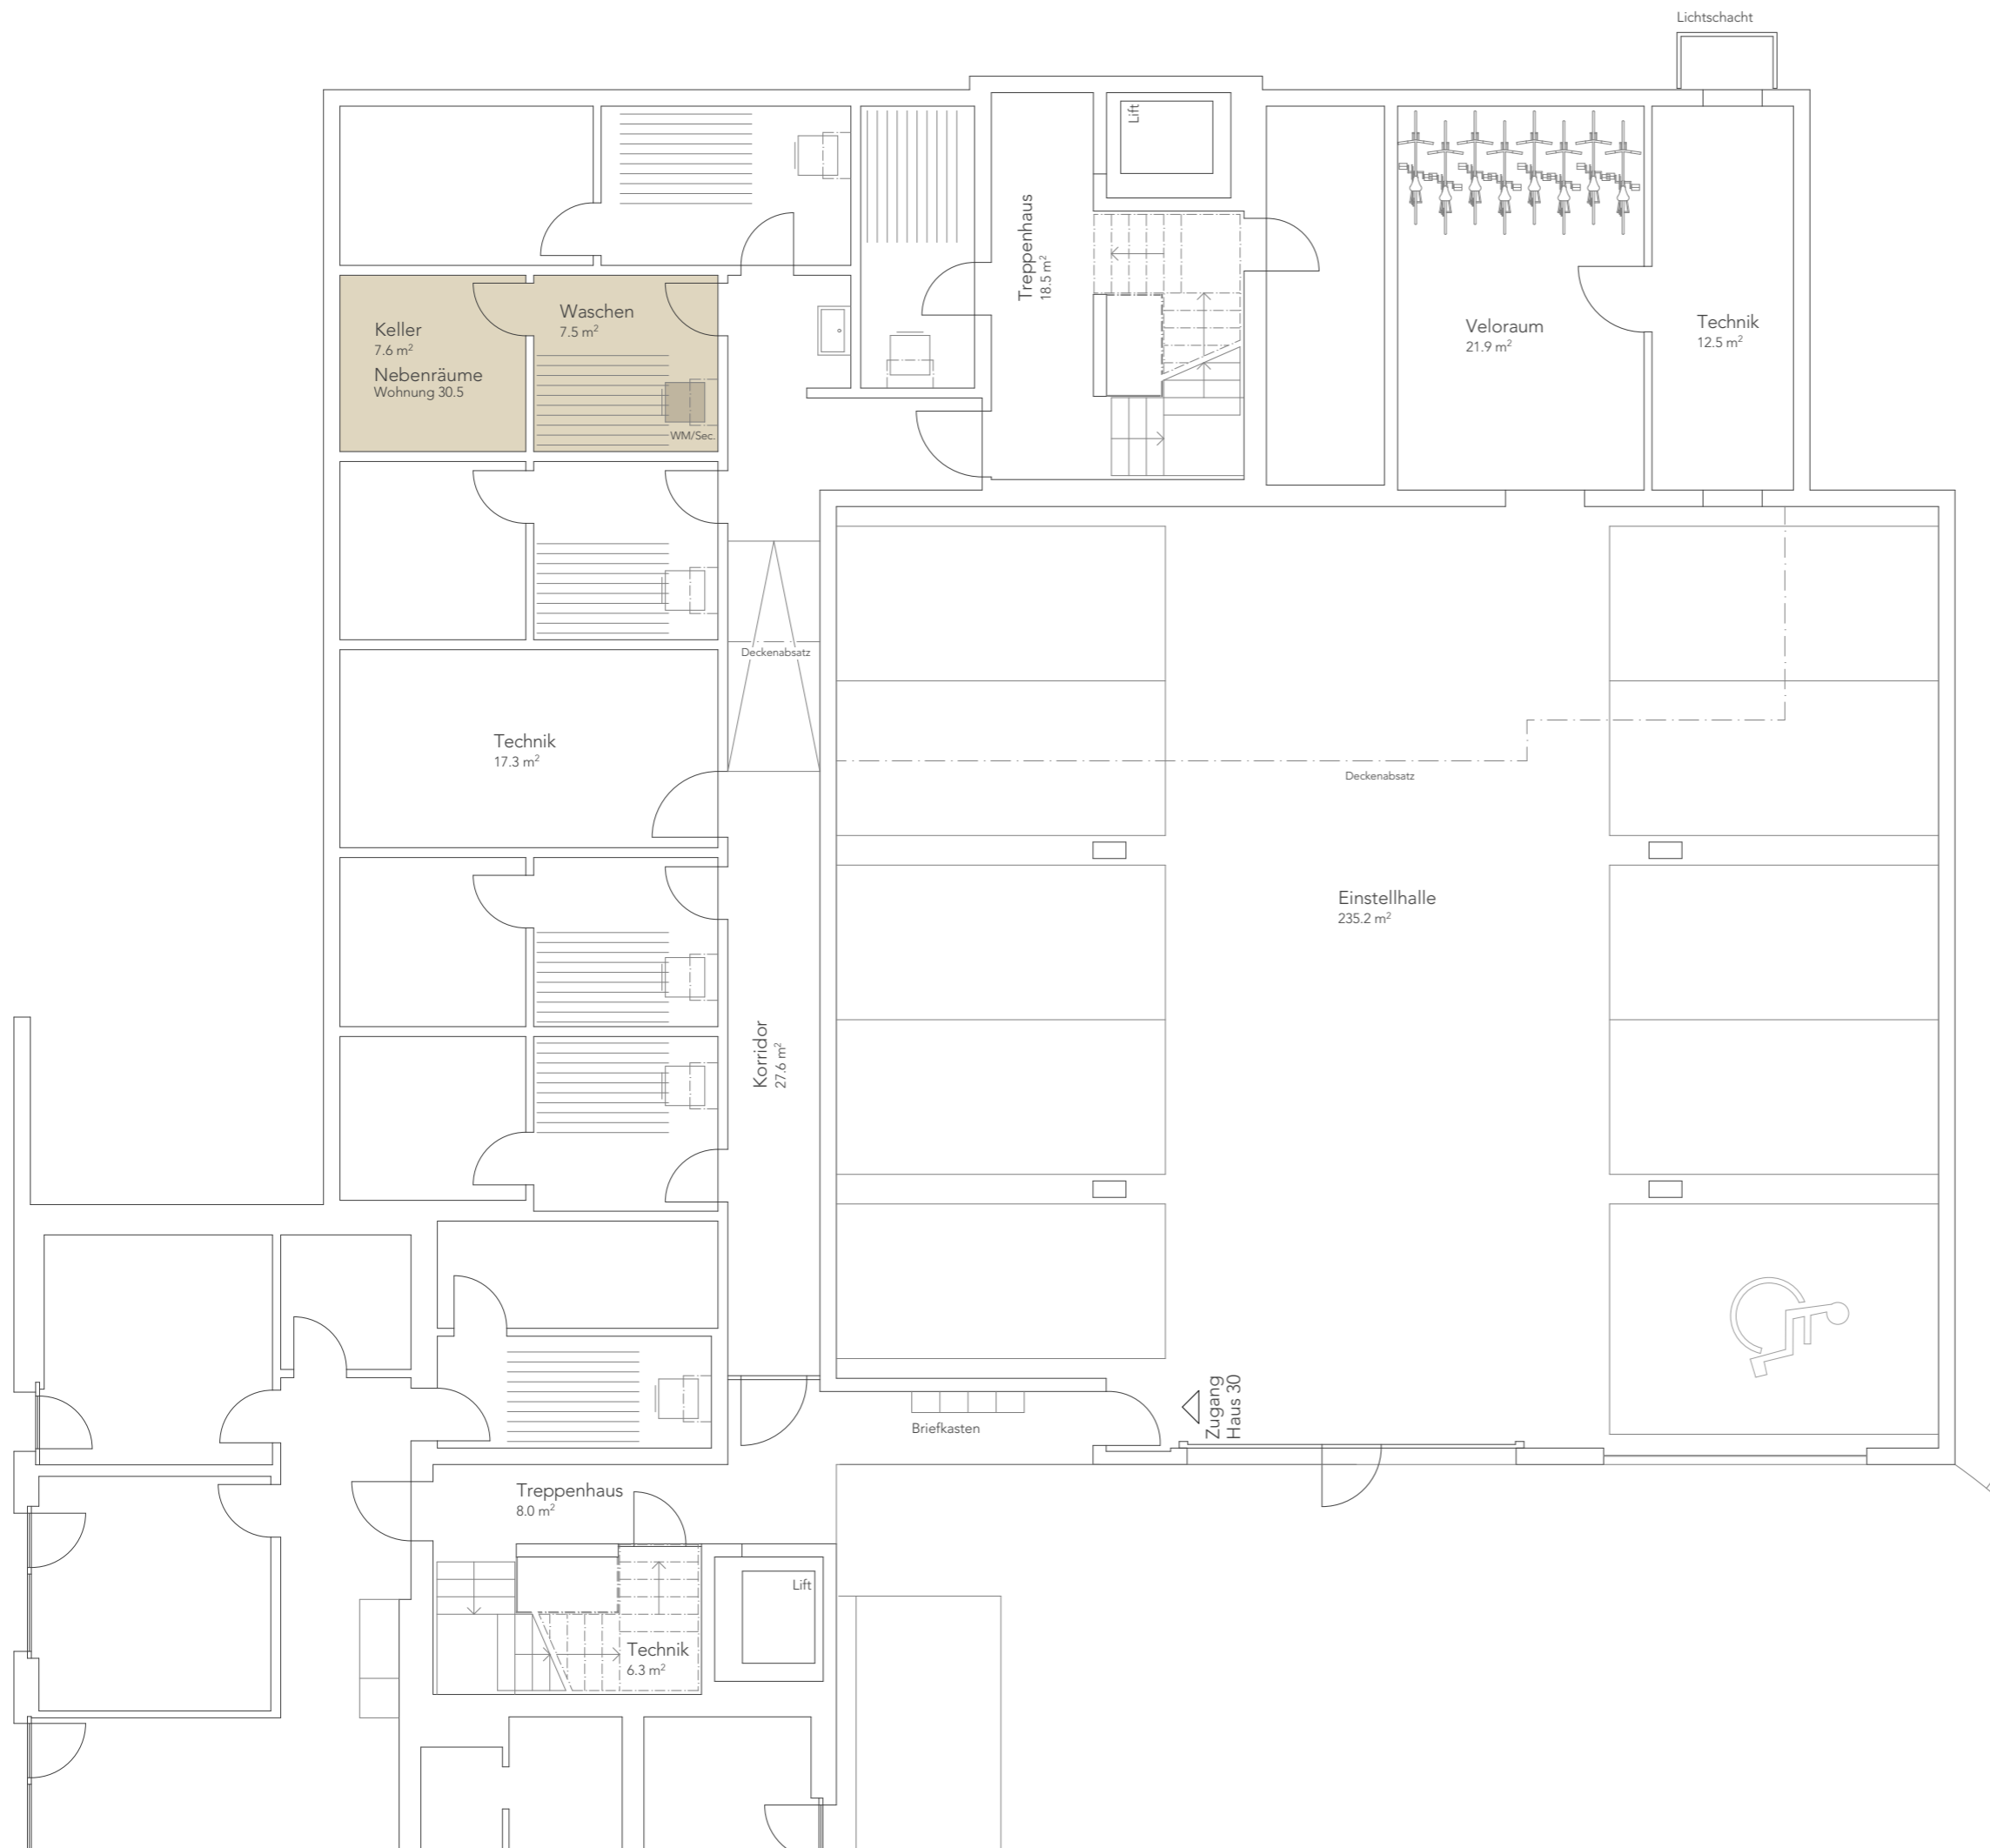 Lichtschacht
Lift
Treppenhaus
18.5 m²
Waschen
7.5 m²
Keller
7.6 m²
Nebenräume
Wohnung 30.5
WM/Sec.
Veloraum
21.9 m²
Technik
12.5 m²
Deckenabsatz
Technik
17.3 m²
Deckenabsatz
Einstellhalle
235.2 m²
Korridor
27.6 m²
Zugang
Haus 30
Briefkasten
Treppenhaus
8.0 m²
Lift
Technik
6.3 m²